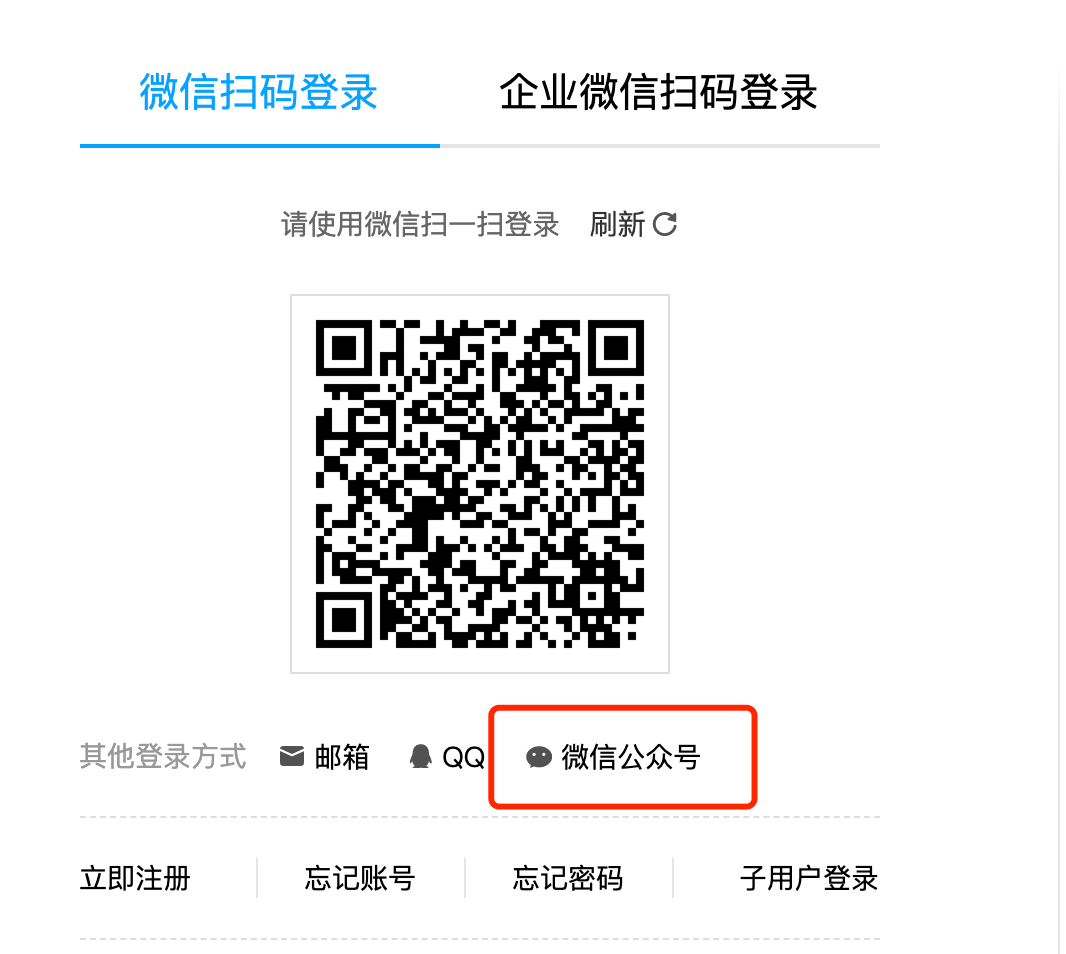 微信扫码登录 企业微信扫码登录
请使用微信扫一扫登录 刷新
其他登录方式 邮箱 QQ 微信公众号
立即注册 忘记账号 忘记密码 子用户登录